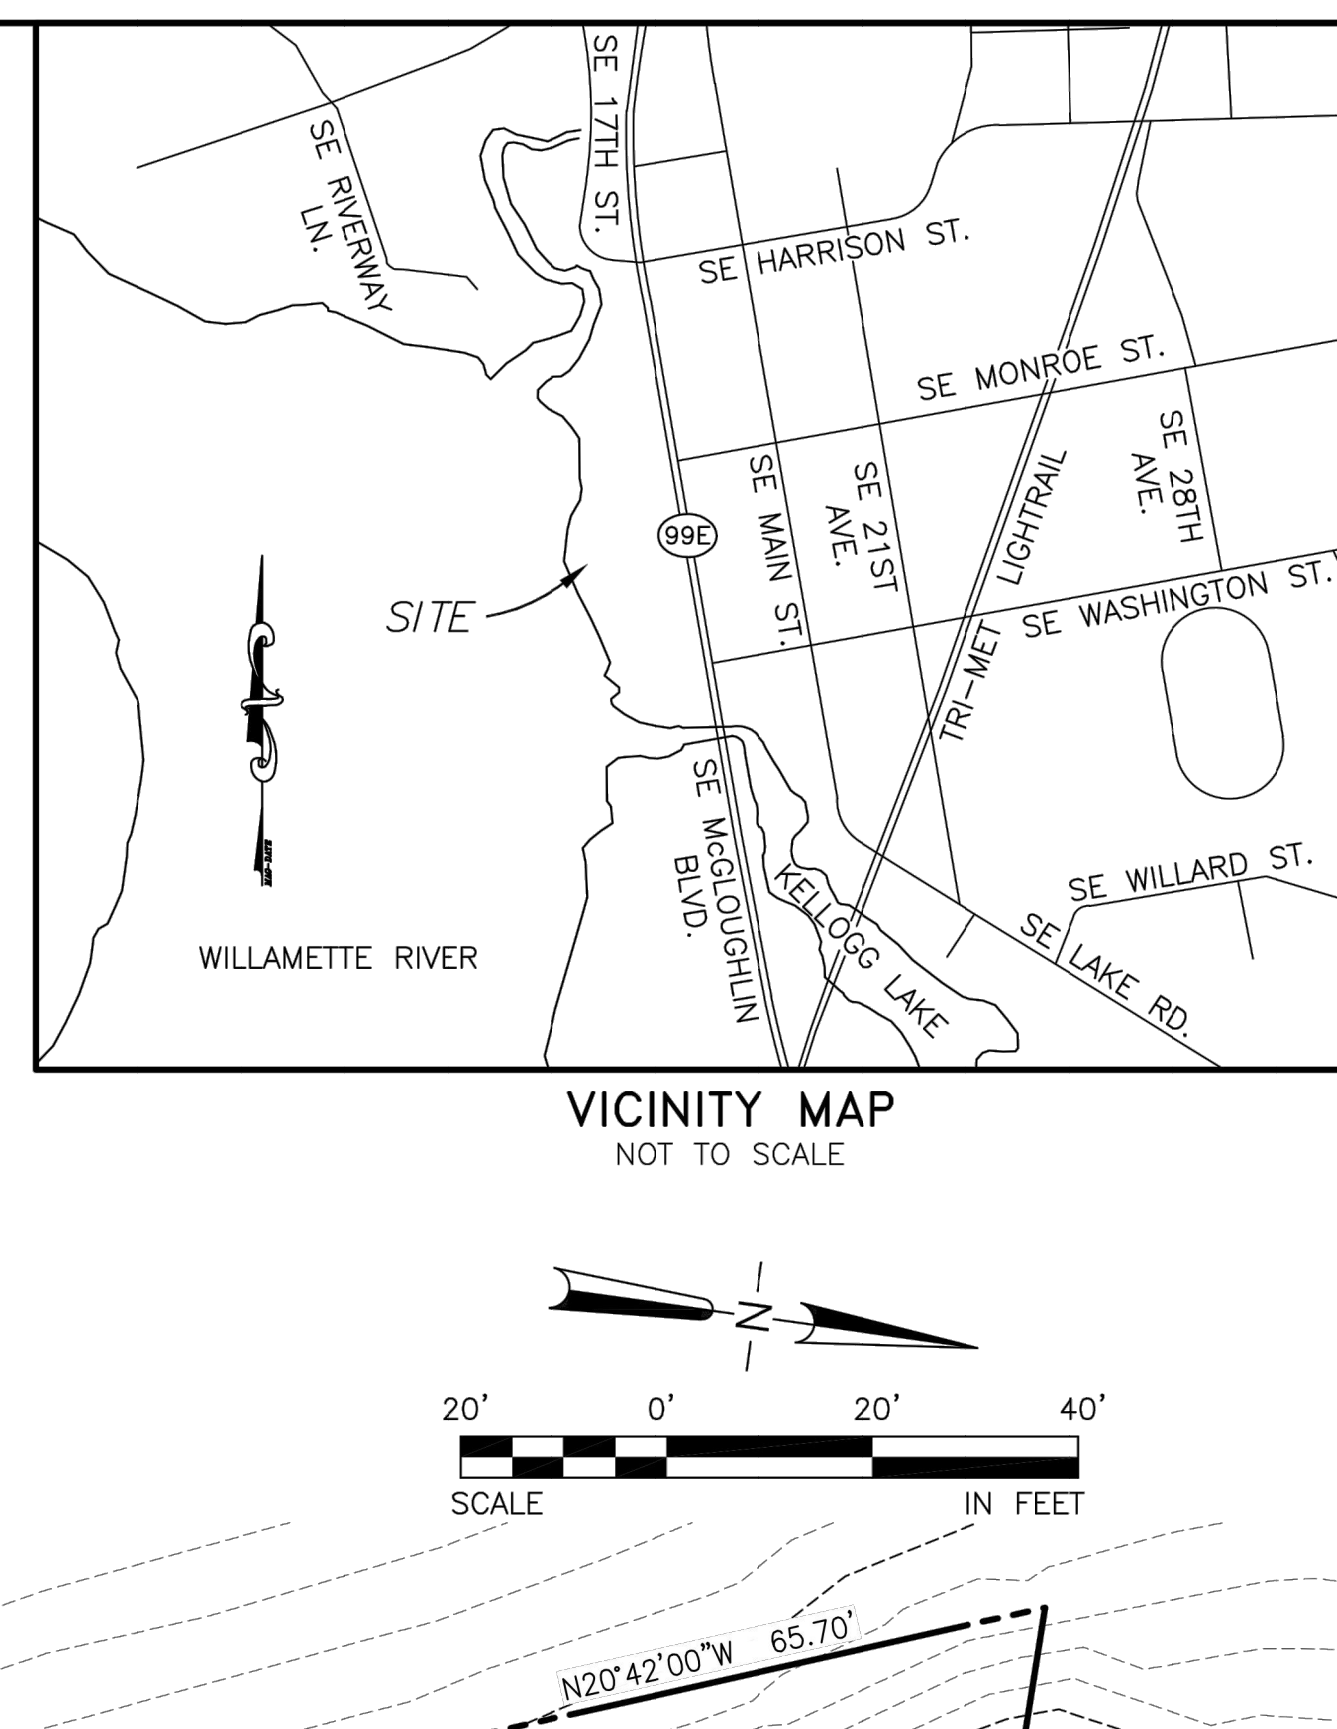 SE 17TH ST.
SE RIVERWAY
LN.
SE HARRISON ST.
SE MONROE ST.
SE 28TH
AVE.
SE MAIN ST.
SE 21ST
AVE.
TRI-MET LIGHTRAIL
99E
SITE
SE WASHINGTON ST.
SE McGLOUGHLIN
BLVD.
KELLOGG LAKE
SE WILLARD ST.
SE LAKE RD.
WILLAMETTE RIVER
VICINITY MAP
NOT TO SCALE
N
20' 0' 20' 40'
SCALE IN FEET
N20°42'00"W 65.70'